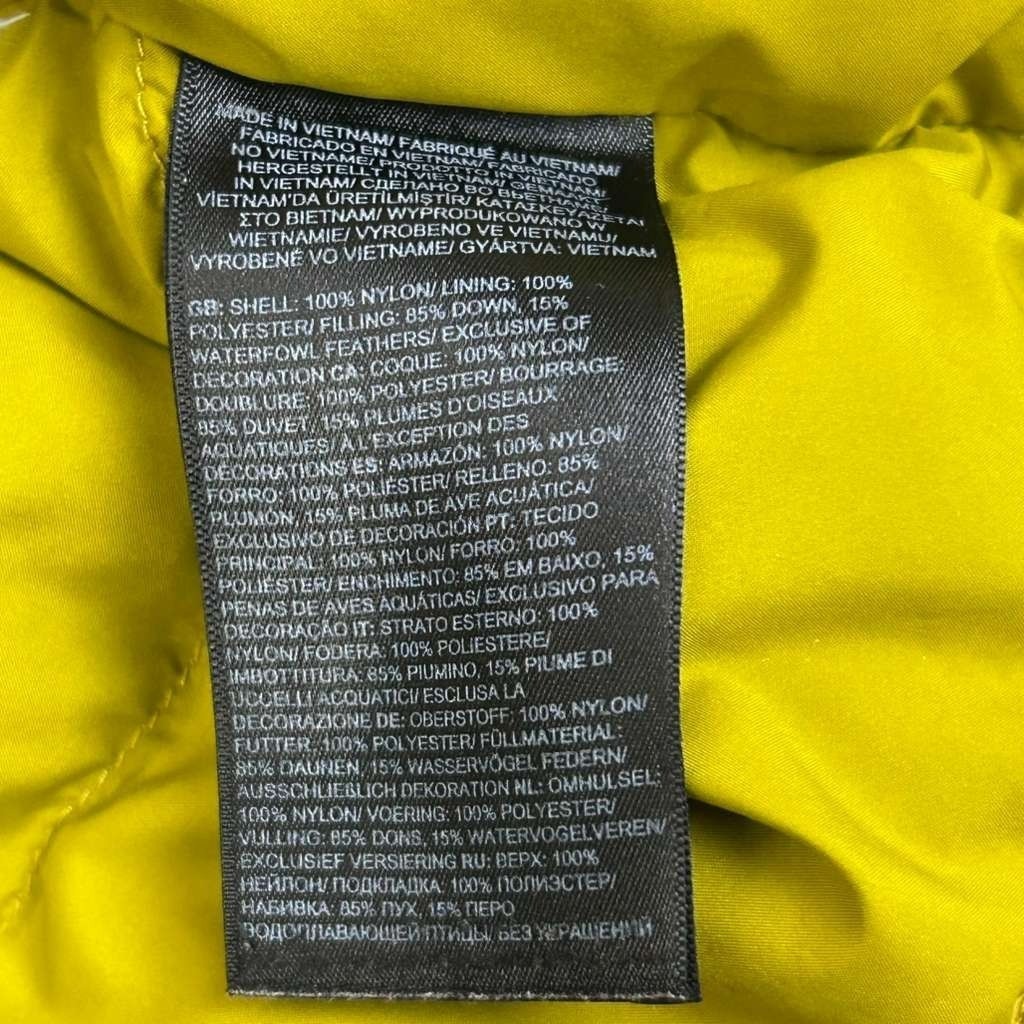 MADE IN VIETNAM/ FABRIQUÉ AU VIETNAM/
FABRICADO EN VIETNAM/ FABRICADO
NO VIETNAME/ PRODOTTO IN VIETNAM/
HERGESTELLT IN VIETNAM/ GEMAAKT
IN VIETNAM/ СДЕЛАНО ВО ВЬЕТНАМЕ/
VİETNAM'DA ÜRETİLMİŞTİR/
ΣΤΟ ΒΙΕΤΝΑΜ/ WYPRODUKOWANO W
WIETNAMIE/ VYROBENO VE VIETNAMU/
VYROBENÉ VO VIETNAME/ GYÁRTVA: VIETNAM
GB: SHELL: 100% NYLON/ LINING: 100%
POLYESTER/ FILLING: 85% DOWN, 15%
WATERFOWL FEATHERS/ EXCLUSIVE OF
DECORATION CA: COQUE: 100% NYLON/
DOUBLURE: 100% POLYESTER/ BOURRAGE:
85% DUVET, 15% PLUMES D'OISEAUX
AQUATIQUES/ À L'EXCEPTION DES
DECORATIONS ES: ARMAZÓN: 100% NYLON/
FORRO: 100% POLIÉSTER/ RELLENO: 85%
PLUMÓN, 15% PLUMA DE AVE ACUÁTICA/
EXCLUSIVO DE DECORACIÓN PT: TECIDO
PRINCIPAL: 100% NYLON/ FORRO: 100%
POLIÉSTER/ ENCHIMENTO: 85% EM BAIXO, 15%
PENAS DE AVES AQUÁTICAS/ EXCLUSIVO PARA
DECORAÇÃO IT: STRATO ESTERNO: 100%
NYLON/ FODERA: 100% POLIESTERE/
IMBOTTITURA: 85% PIUMINO, 15% PIUME DI
UCCELLI ACQUATICI/ ESCLUSA LA
DECORAZIONE DE: OBERSTOFF: 100% NYLON/
FUTTER: 100% POLYESTER/ FÜLLMATERIAL:
85% DAUNEN, 15% WASSERVÖGEL FEDERN/
AUSSCHLIEẞLICH DEKORATION NL: OMHULSEL:
100% NYLON/ VOERING: 100% POLYESTER/
VULLING: 85% DONS, 15% WATERVOGELVEREN/
EXCLUSIEF VERSIERING RU: ВЕРХ: 100%
НЕЙЛОН/ ПОДКЛАДКА: 100% ПОЛИЭСТЕР/
НАБИВКА: 85% ПУХ, 15% ПЕРО
ВОДОПЛАВАЮЩЕЙ ПТИЦЫ, БЕЗ УКРАШЕНИЙ